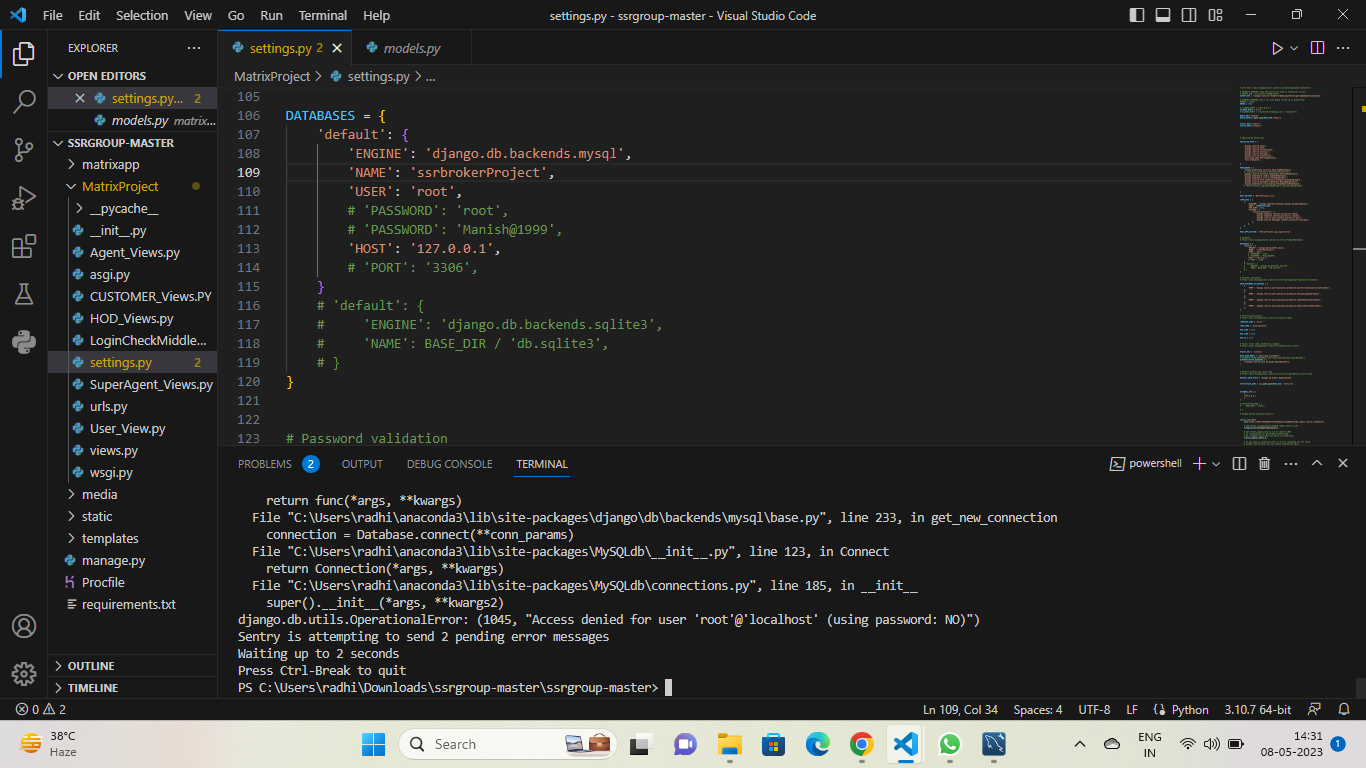 File Edit Selection View Go Run Terminal Help
settings.py - ssrgroup-master - Visual Studio Code
EXPLORER
OPEN EDITORS
settings.py... 2
models.py matrix...
SSRGROUP-MASTER
matrixapp
MatrixProject
__pycache__
__init__.py
Agent_Views.py
asgi.py
CUSTOMER_Views.PY
HOD_Views.py
LoginCheckMiddle...
settings.py 2
SuperAgent_Views.py
urls.py
User_View.py
views.py
wsgi.py
media
static
templates
manage.py
Procfile
requirements.txt
OUTLINE
TIMELINE
settings.py 2
models.py
MatrixProject > settings.py > ...
105
106 DATABASES = {
107 'default': {
108 'ENGINE': 'django.db.backends.mysql',
109 'NAME': 'ssrbrokerProject',
110 'USER': 'root',
111 # 'PASSWORD': 'root',
112 # 'PASSWORD': 'Manish@1999',
113 'HOST': '127.0.0.1',
114 # 'PORT': '3306',
115 }
116 # 'default': {
117 # 'ENGINE': 'django.db.backends.sqlite3',
118 # 'NAME': BASE_DIR / 'db.sqlite3',
119 # }
120 }
121
122
123 # Password validation
PROBLEMS 2 OUTPUT DEBUG CONSOLE TERMINAL
powershell
return func(*args, **kwargs)
File "C:\Users\radhi\anaconda3\lib\site-packages\django\db\backends\mysql\base.py", line 233, in get_new_connection
connection = Database.connect(**conn_params)
File "C:\Users\radhi\anaconda3\lib\site-packages\MySQLdb\__init__.py", line 123, in Connect
return Connection(*args, **kwargs)
File "C:\Users\radhi\anaconda3\lib\site-packages\MySQLdb\connections.py", line 185, in __init__
super().__init__(*args, **kwargs2)
django.db.utils.OperationalError: (1045, "Access denied for user 'root'@'localhost' (using password: NO)")
Sentry is attempting to send 2 pending error messages
Waiting up to 2 seconds
Press Ctrl-Break to quit
PS C:\Users\radhi\Downloads\ssrgroup-master\ssrgroup-master>
0 2
Ln 109, Col 34 Spaces: 4 UTF-8 LF Python 3.10.7 64-bit
38°C
Haze
Search
ENG
IN
14:31
08-05-2023
1